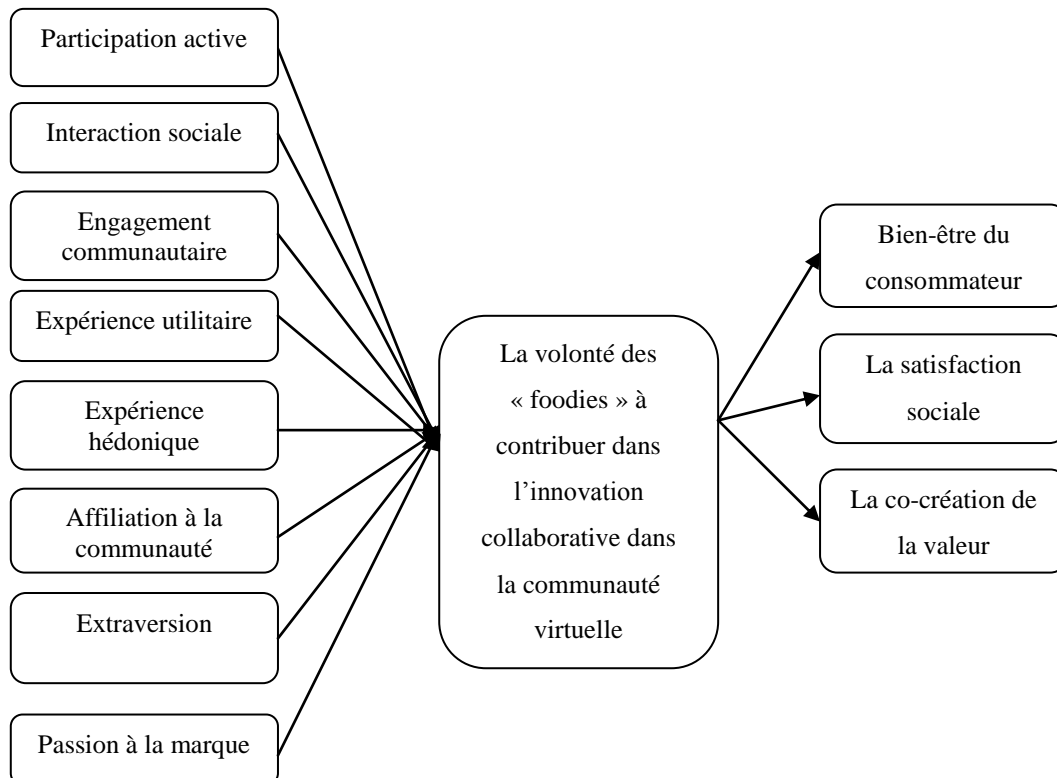 Participation active
Interaction sociale
Engagement
communautaire
Expérience utilitaire
Expérience
hédonique
Affiliation à la
communauté
Extraversion
Passion à la marque
La volonté des
« foodies » à
contribuer dans
l’innovation
collaborative dans
la communauté
virtuelle
Bien-être du
consommateur
La satisfaction
sociale
La co-création de
la valeur